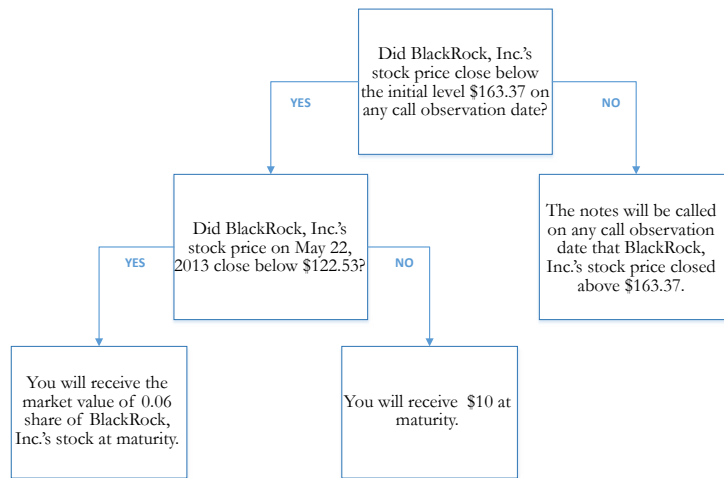 Did BlackRock, Inc.'s
stock price close below
the initial level $163.37 on
any call observation date?
YES
NO
Did BlackRock, Inc.'s
stock price on May 22,
2013 close below $122.53?
The notes will be called
on any call observation
date that BlackRock,
Inc.'s stock price closed
above $163.37.
YES
NO
You will receive the
market value of 0.06
share of BlackRock,
Inc.'s stock at maturity.
You will receive $10 at
maturity.